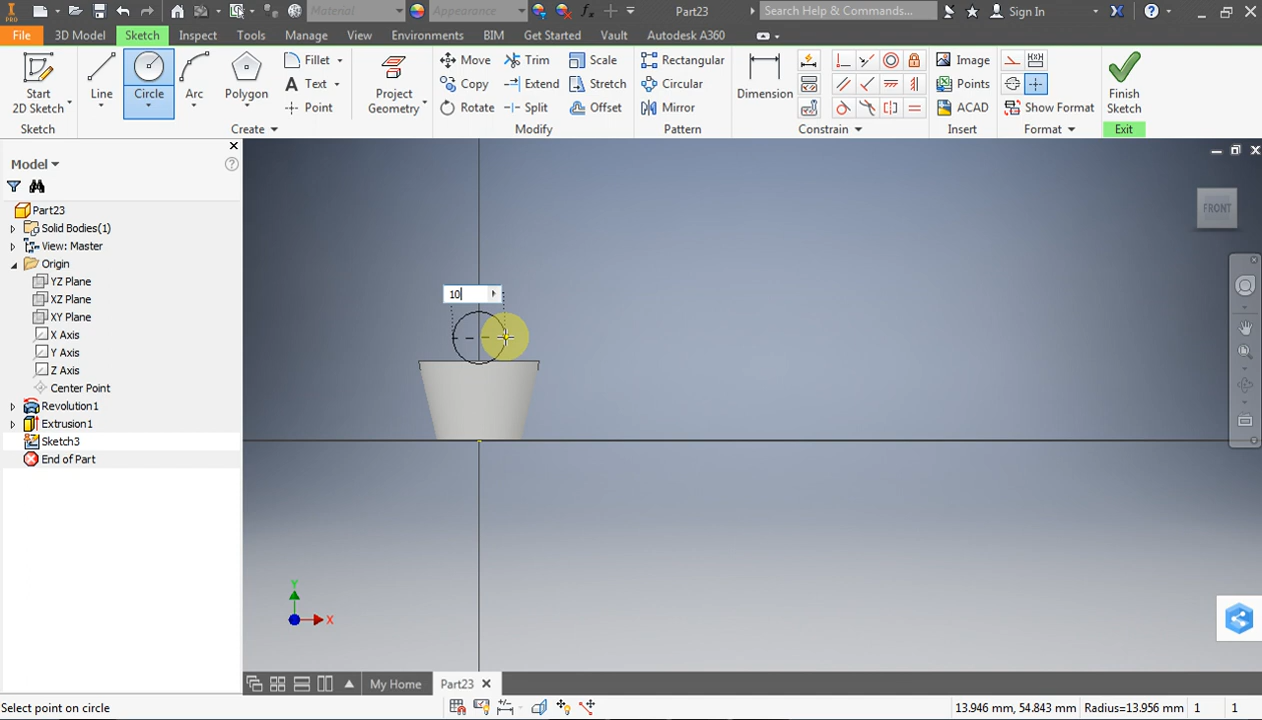 PRO Material Appearance fx Part23 Search Help & Commands... Sign In
File 3D Model Sketch Inspect Tools Manage View Environments BIM Get Started Vault Autodesk A360
Start 2D Sketch Line Circle Arc Polygon Fillet Text Point Project Geometry Move Copy Rotate Trim Extend Split Scale Stretch Offset Rectangular Circular Mirror Dimension Image Points ACAD Show Format Finish Sketch
Sketch Create Modify Pattern Constrain Insert Format Exit
Model
Part23
Solid Bodies(1)
View: Master
Origin
YZ Plane
XZ Plane
XY Plane
X Axis
Y Axis
Z Axis
Center Point
Revolution1
Extrusion1
Sketch3
End of Part
FRONT
10
Y
X
My Home Part23
Select point on circle 13.946 mm, 54.843 mm Radius=13.956 mm 1 1